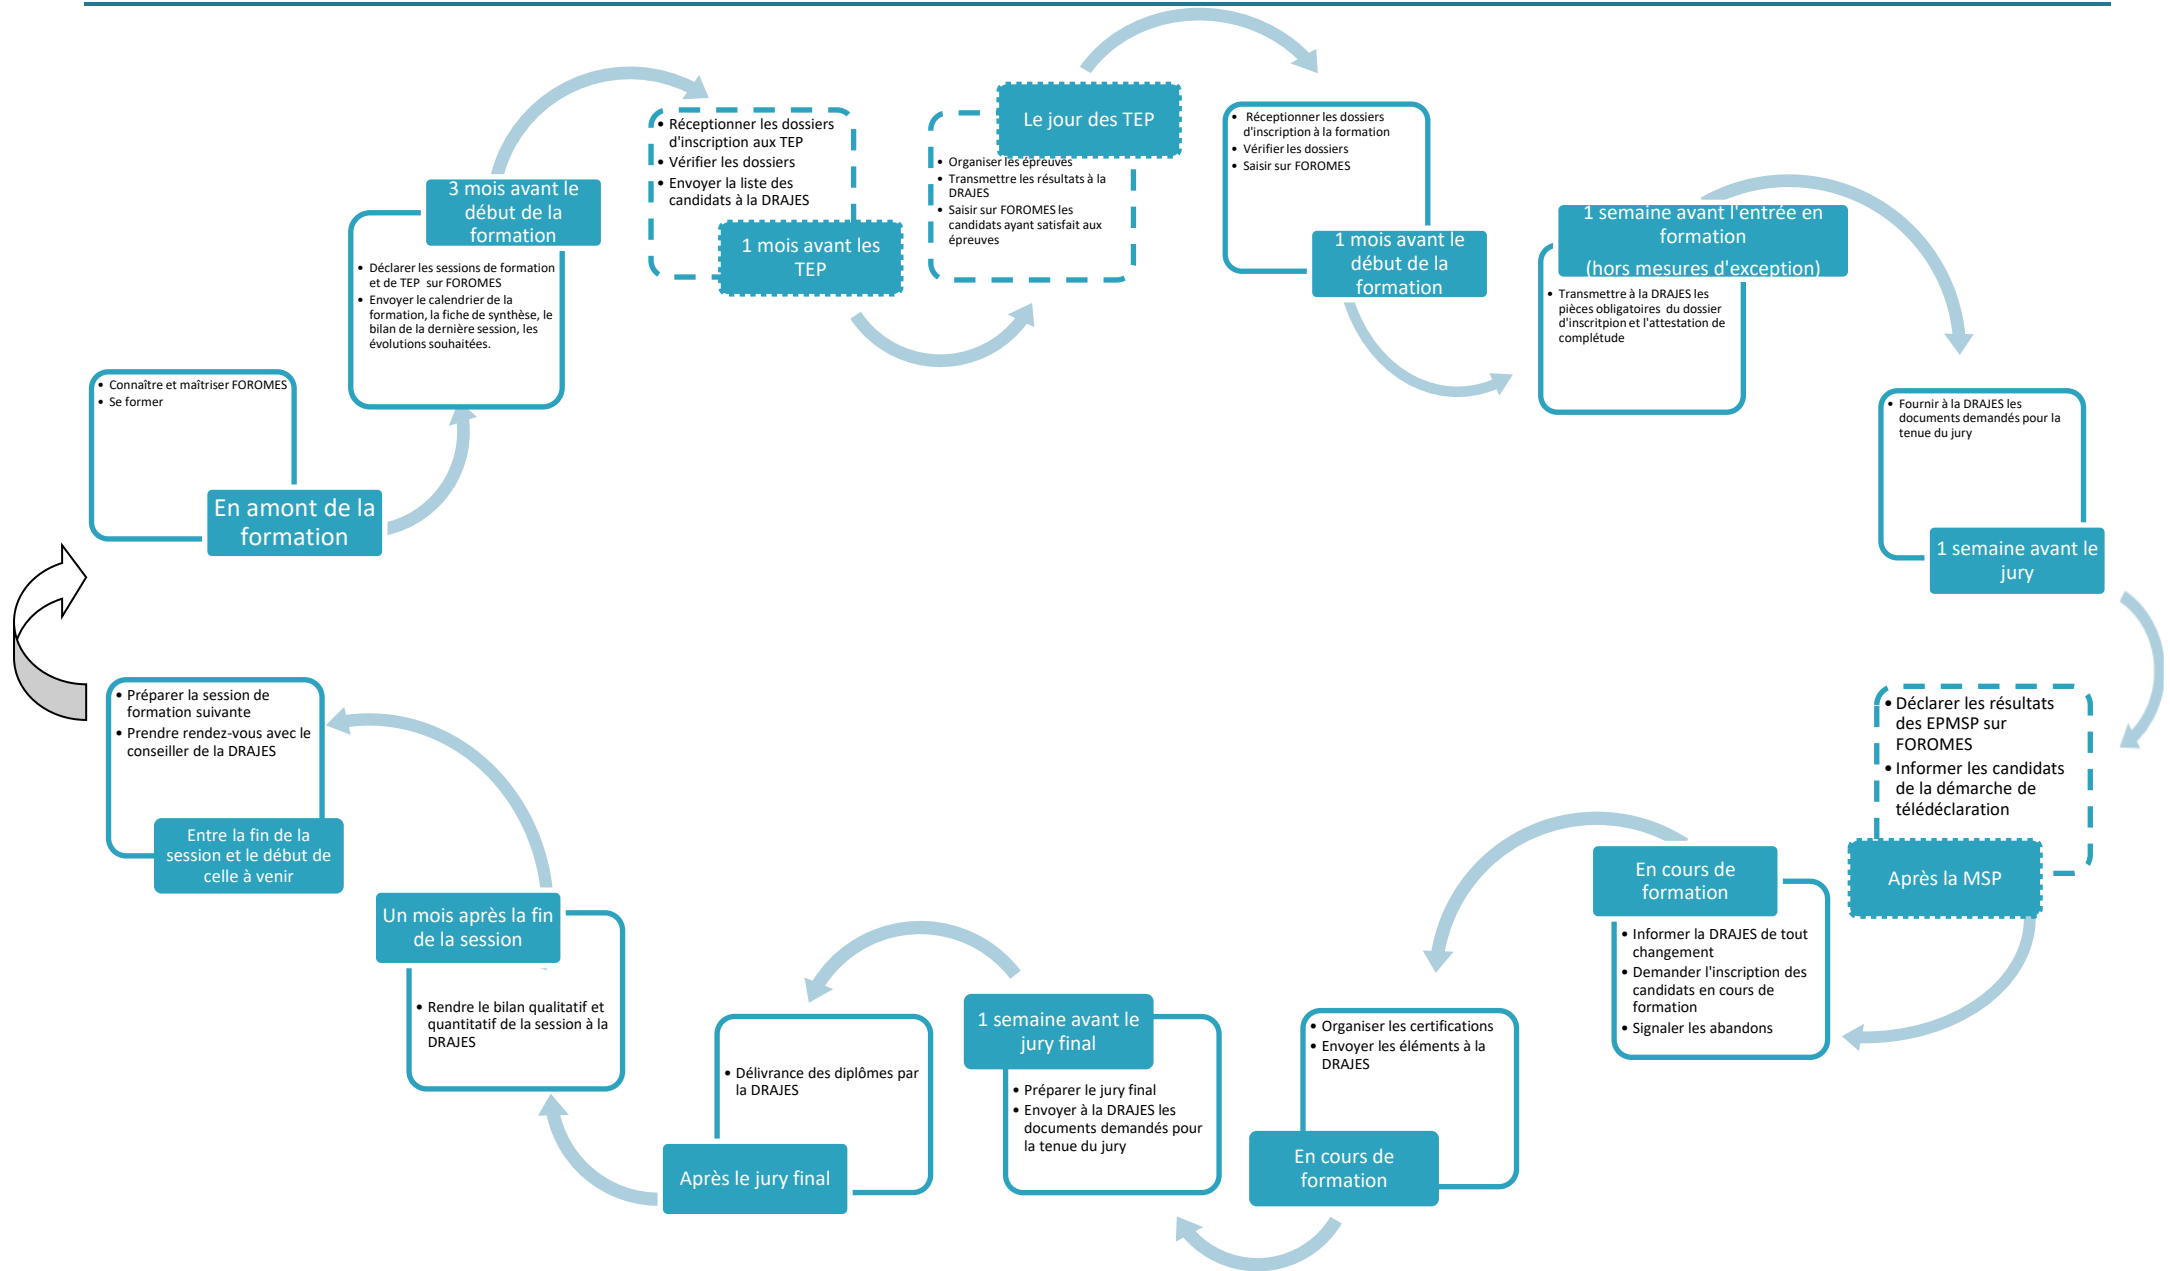 En amont de la
formation
• Connaître et maîtriser FOROMES
• Se former
3 mois avant le
début de la
formation
• Déclarer les sessions de formation
et de TEP sur FOROMES
• Envoyer le calendrier de la
formation, la fiche de synthèse, le
bilan de la dernière session, les
évolutions souhaitées.
• Réceptionner les dossiers
d'inscription aux TEP
• Vérifier les dossiers
• Envoyer la liste des
candidats à la DRAJES
1 mois avant les
TEP
Le jour des TEP
• Organiser les épreuves
• Transmettre les résultats à la
DRAJES
• Saisir sur FOROMES les
candidats ayant satisfait aux
épreuves
• Réceptionner les dossiers
d'inscription à la formation
• Vérifier les dossiers
• Saisir sur FOROMES
1 mois avant le
début de la
formation
1 semaine avant l'entrée en
formation
(hors mesures d'exception)
• Transmettre à la DRAJES les
pièces obligatoires du dossier
d'inscritpion et l'attestation de
complétude
• Fournir à la DRAJES les
documents demandés pour la
tenue du jury
1 semaine avant le
jury
• Déclarer les résultats
des EPMSP sur
FOROMES
• Informer les candidats
de la démarche de
télédéclaration
Après la MSP
En cours de
formation
• Informer la DRAJES de tout
changement
• Demander l'inscription des
candidats en cours de
formation
• Signaler les abandons
• Organiser les certifications
• Envoyer les éléments à la
DRAJES
En cours de
formation
1 semaine avant le
jury final
• Préparer le jury final
• Envoyer à la DRAJES les
documents demandés pour
la tenue du jury
• Délivrance des diplômes par
la DRAJES
Après le jury final
Un mois après la fin
de la session
• Rendre le bilan qualitatif et
quantitatif de la session à la
DRAJES
• Préparer la session de
formation suivante
• Prendre rendez-vous avec le
conseiller de la DRAJES
Entre la fin de la
session et le début de
celle à venir